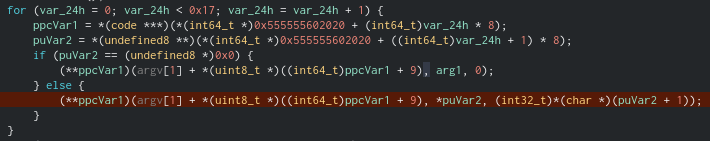 for (var_24h = 0; var_24h < 0x17; var_24h = var_24h + 1) {
ppcVar1 = *(code ***)(*(int64_t *)0x555555602020 + (int64_t)var_24h * 8);
puVar2 = *(undefined8 **)(*(int64_t *)0x555555602020 + ((int64_t)var_24h + 1) * 8);
if (puVar2 == (undefined8 *)0x0) {
(**ppcVar1)(argv[1] + *(uint8_t *)((int64_t)ppcVar1 + 9), arg1, 0);
} else {
(**ppcVar1)(argv[1] + *(uint8_t *)((int64_t)ppcVar1 + 9), *puVar2, (int32_t)*(char *)(puVar2 + 1));
}
}